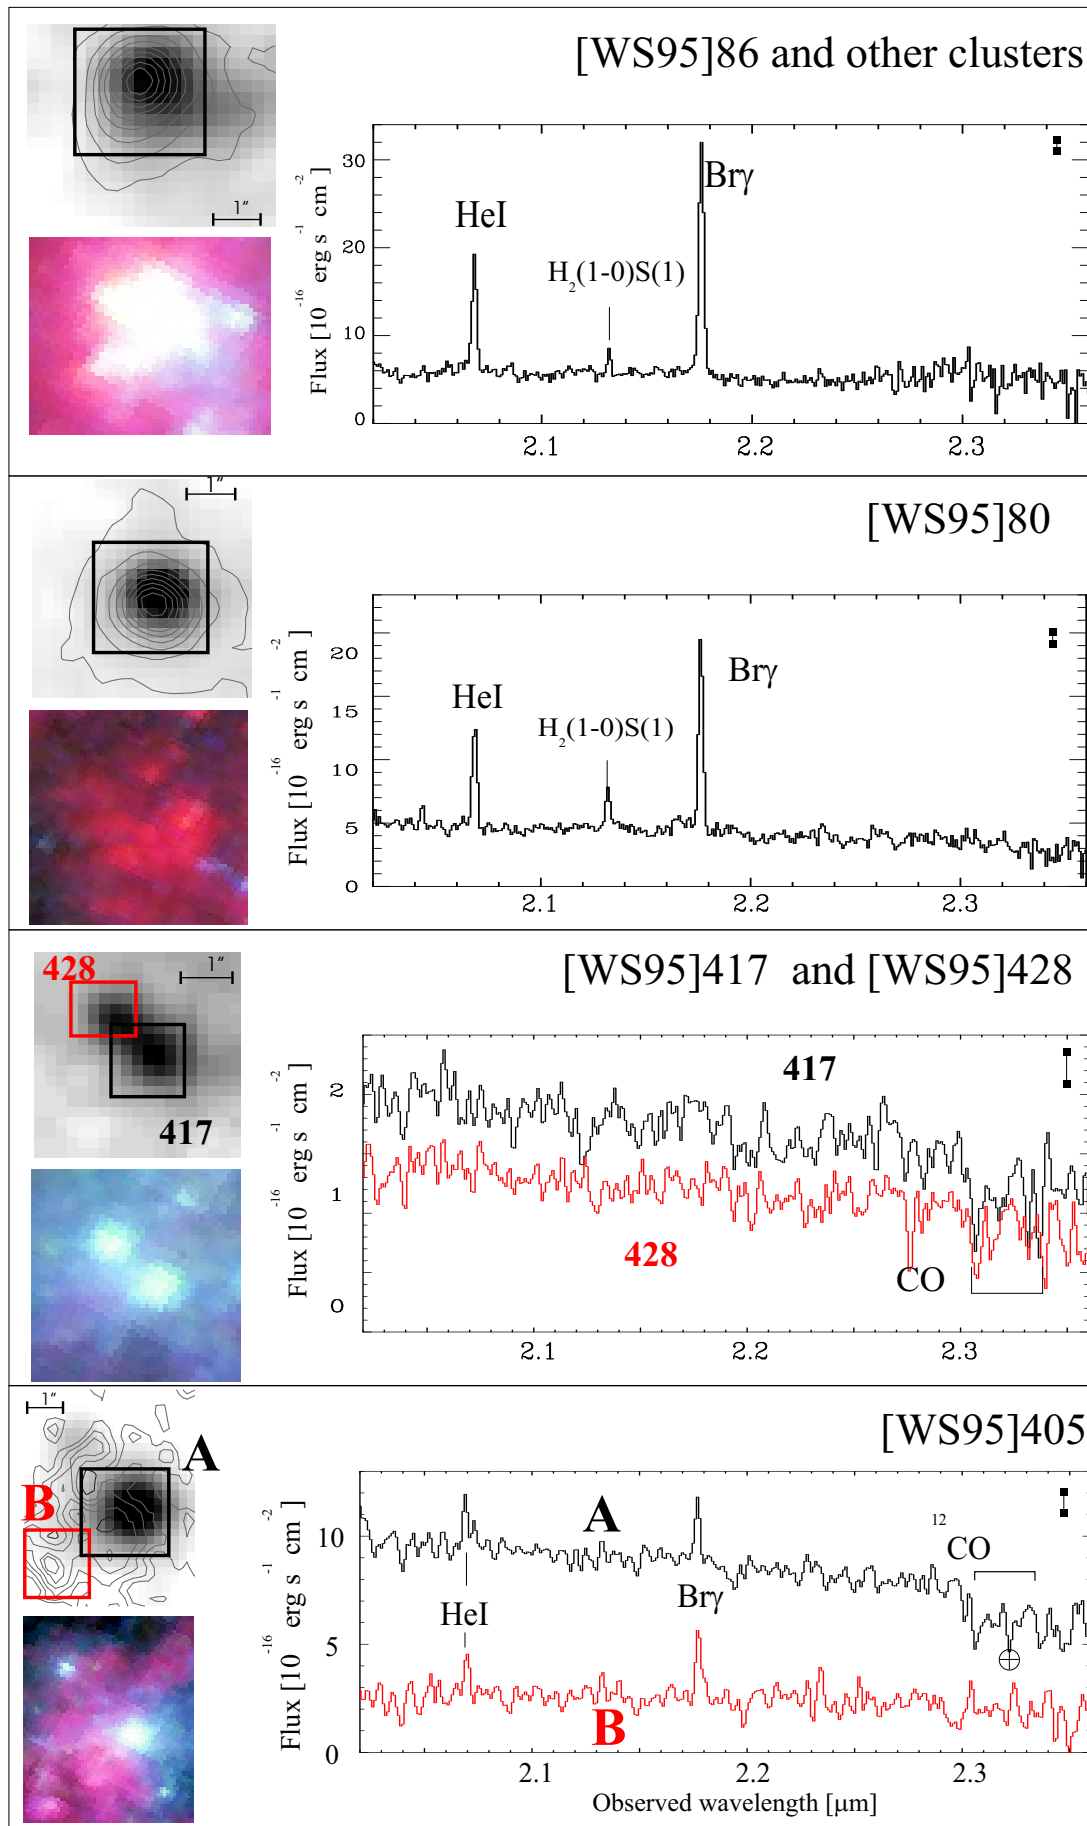 [WS95]86 and other clusters
1"
Flux [10 -16 erg s -1 cm -2 ]
30
20
10
0
HeI
H2(1-0)S(1)
Brγ
2.1 2.2 2.3
[WS95]80
1"
Flux [10 -16 erg s -1 cm -2 ]
20
15
10
5
0
HeI
H2(1-0)S(1)
Brγ
2.1 2.2 2.3
[WS95]417 and [WS95]428
428
1"
417
Flux [10 -16 erg s -1 cm -2 ]
2
1
0
417
428
CO
2.1 2.2 2.3
[WS95]405
1"
A
B
Flux [10 -16 erg s -1 cm -2 ]
10
5
0
A
12
CO
HeI
Brγ
B
2.1 2.2 2.3
Observed wavelength [μm]